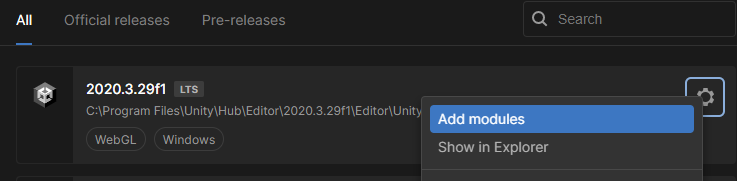 All Official releases Pre-releases Search
2020.3.29f1 LTS
C:\Program Files\Unity\Hub\Editor\2020.3.29f1\Editor\Unity
Add modules
WebGL Windows
Show in Explorer